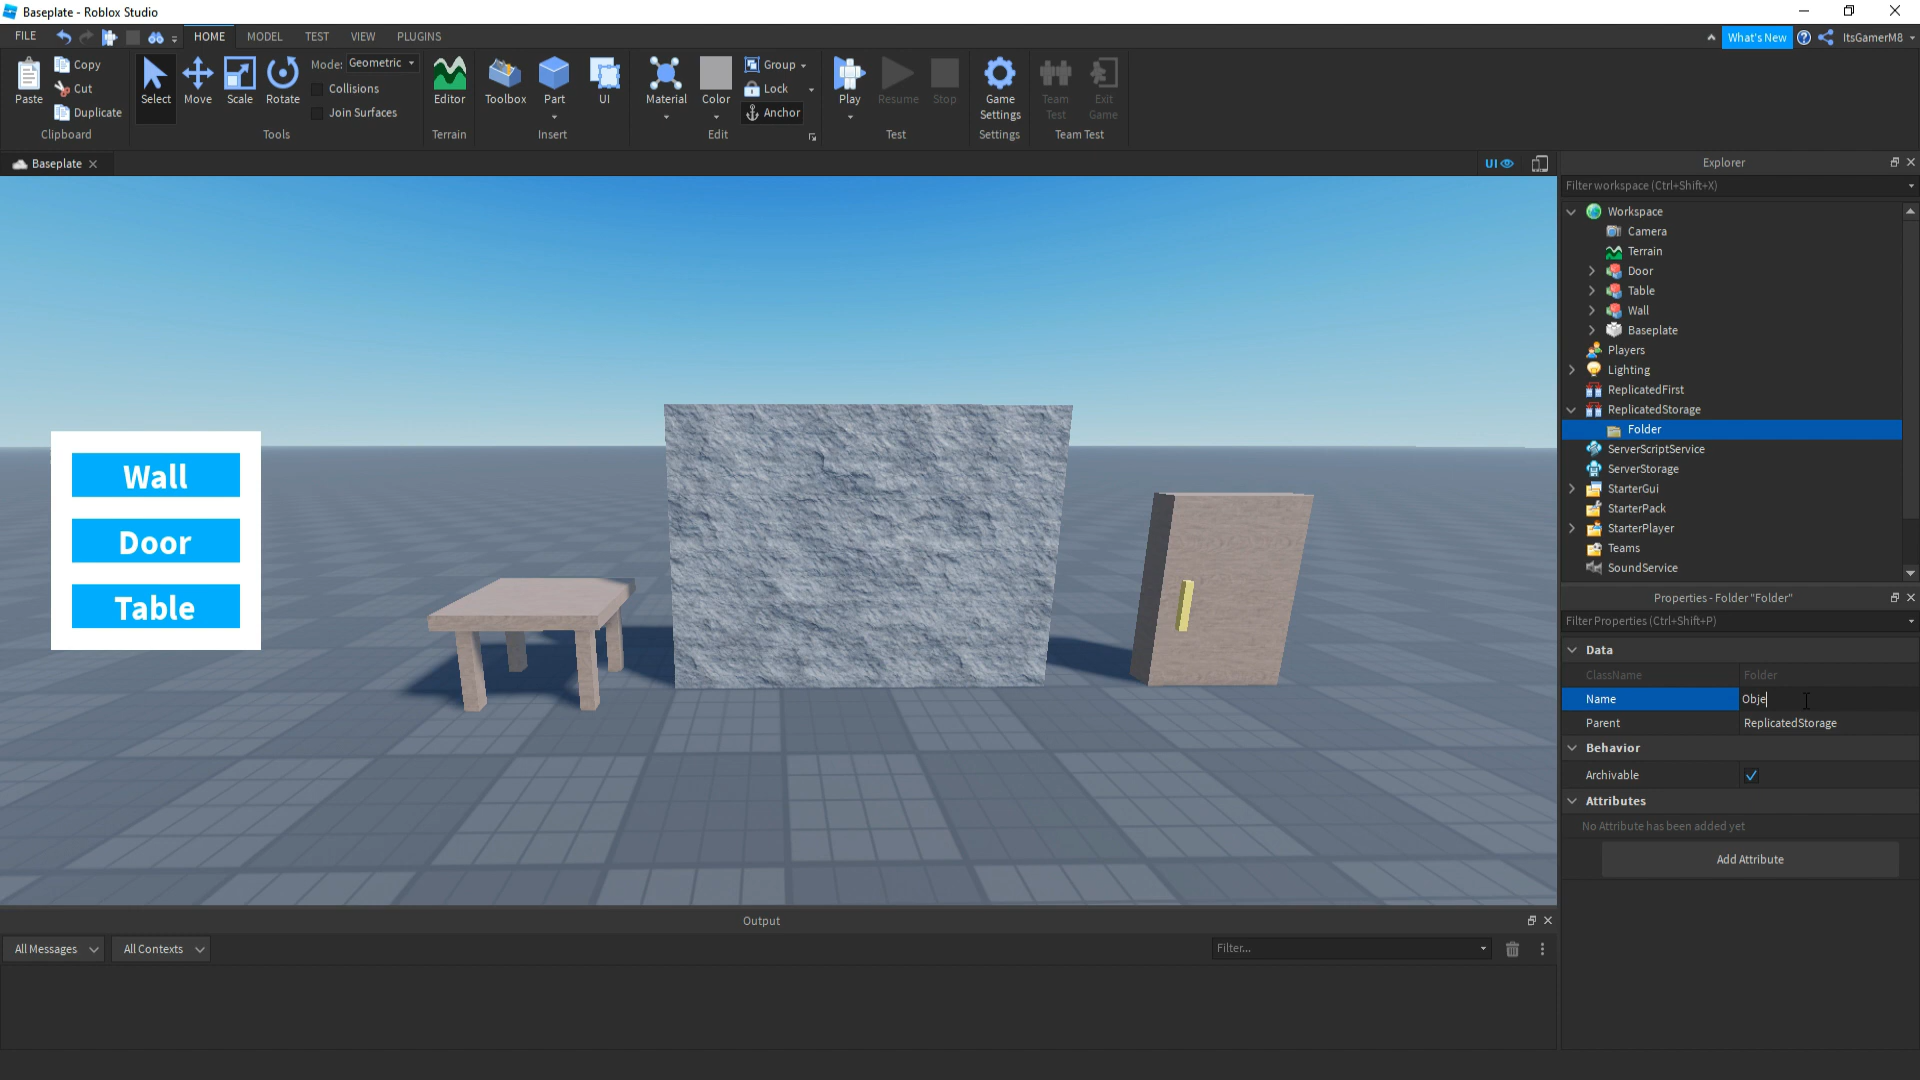 Baseplate - Roblox Studio
FILE
HOME
MODEL
TEST
VIEW
PLUGINS
What's New
ItsGamerM8
Paste
Copy
Cut
Duplicate
Clipboard
Select
Move
Scale
Rotate
Mode: Geometric
Collisions
Join Surfaces
Tools
Editor
Terrain
Toolbox
Part
UI
Insert
Material
Color
Group
Lock
Anchor
Edit
Play
Resume
Stop
Test
Game
Settings
Settings
Team
Test
Exit
Game
Team Test
Baseplate
UI
Wall
Door
Table
Explorer
Filter workspace (Ctrl+Shift+X)
Workspace
Camera
Terrain
Door
Table
Wall
Baseplate
Players
Lighting
ReplicatedFirst
ReplicatedStorage
Folder
ServerScriptService
ServerStorage
StarterGui
StarterPack
StarterPlayer
Teams
SoundService
Properties - Folder "Folder"
Filter Properties (Ctrl+Shift+P)
Data
ClassName Folder
Name Obje
Parent ReplicatedStorage
Behavior
Archivable
Attributes
No Attribute has been added yet
Add Attribute
Output
All Messages
All Contexts
Filter...